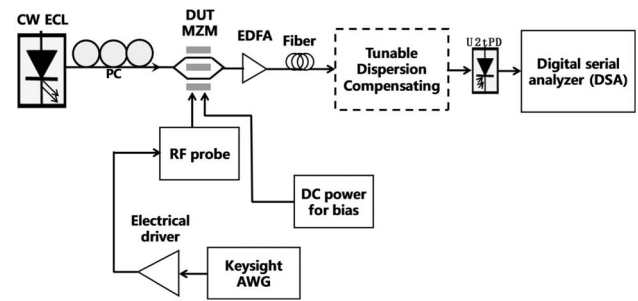 CW ECL
PC
DUT
MZM
EDFA
Fiber
Tunable
Dispersion
Compensating
U2tPD
Digital serial
analyzer (DSA)
RF probe
DC power
for bias
Electrical
driver
Keysight
AWG